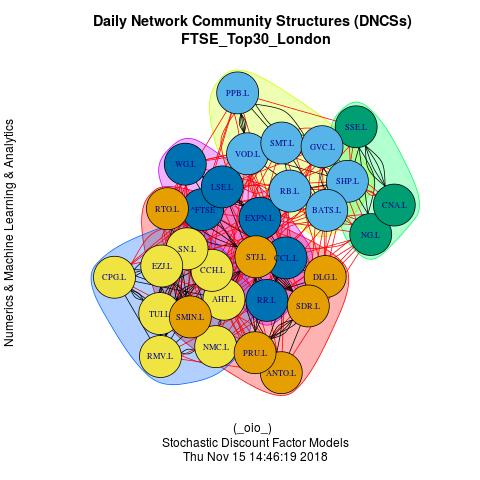 Daily Network Community Structures (DNCSs)
FTSE_Top30_London
Numerics & Machine Learning & Analytics
PPB.L
SSE.L
SMT.L
GVC.L
VOD.L
WG.L
LSE.L
RB.L
SHP.L
CNA.L
RTO.L
^FTSE
EXPN.L
BATS.L
NG.L
SN.L
EZJ.L
CCH.L
STJ.L
CCL.L
CPG.L
DLG.L
AHT.L
RR.L
SDR.L
TUI.L
SMIN.L
RMV.L
NMC.L
PRU.L
ANTO.L
(_oio_)
Stochastic Discount Factor Models
Thu Nov 15 14:46:19 2018